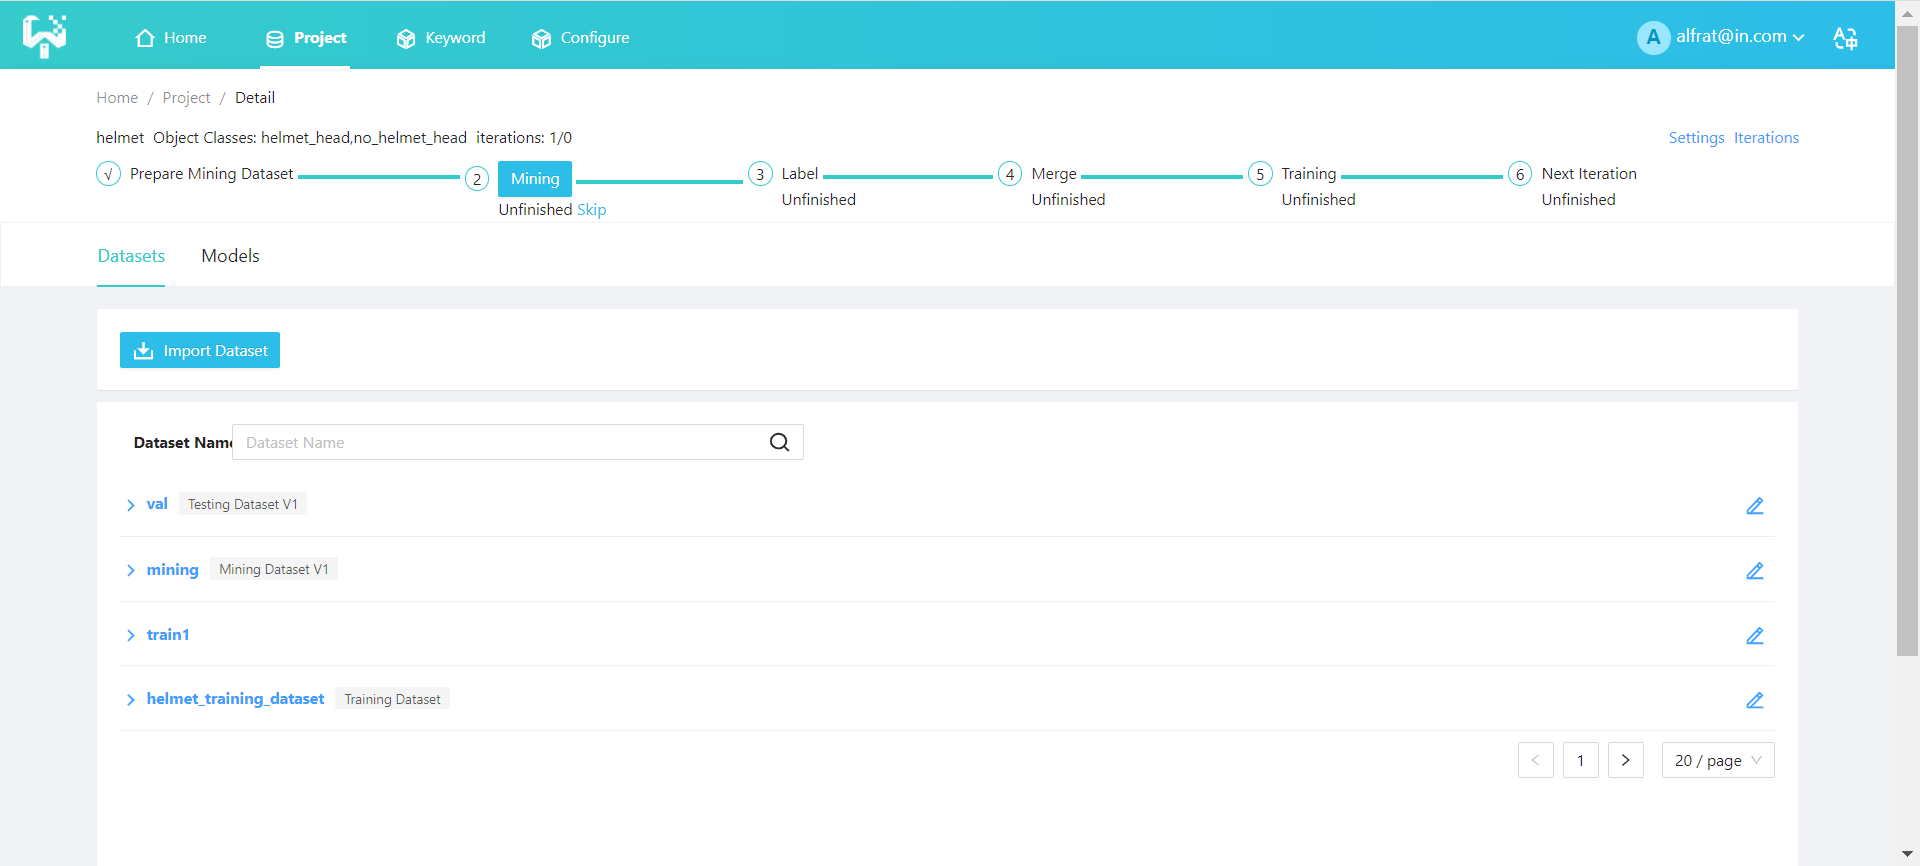 Home Project Keyword Configure A alfrat@in.com
Home / Project / Detail
helmet Object Classes: helmet_head,no_helmet_head iterations: 1/0 Settings Iterations
√ Prepare Mining Dataset 2 Mining 3 Label 4 Merge 5 Training 6 Next Iteration
Unfinished Skip Unfinished Unfinished Unfinished Unfinished
Datasets Models
Import Dataset
Dataset Name Dataset Name
val Testing Dataset V1
mining Mining Dataset V1
train1
helmet_training_dataset Training Dataset
< 1 > 20 / page